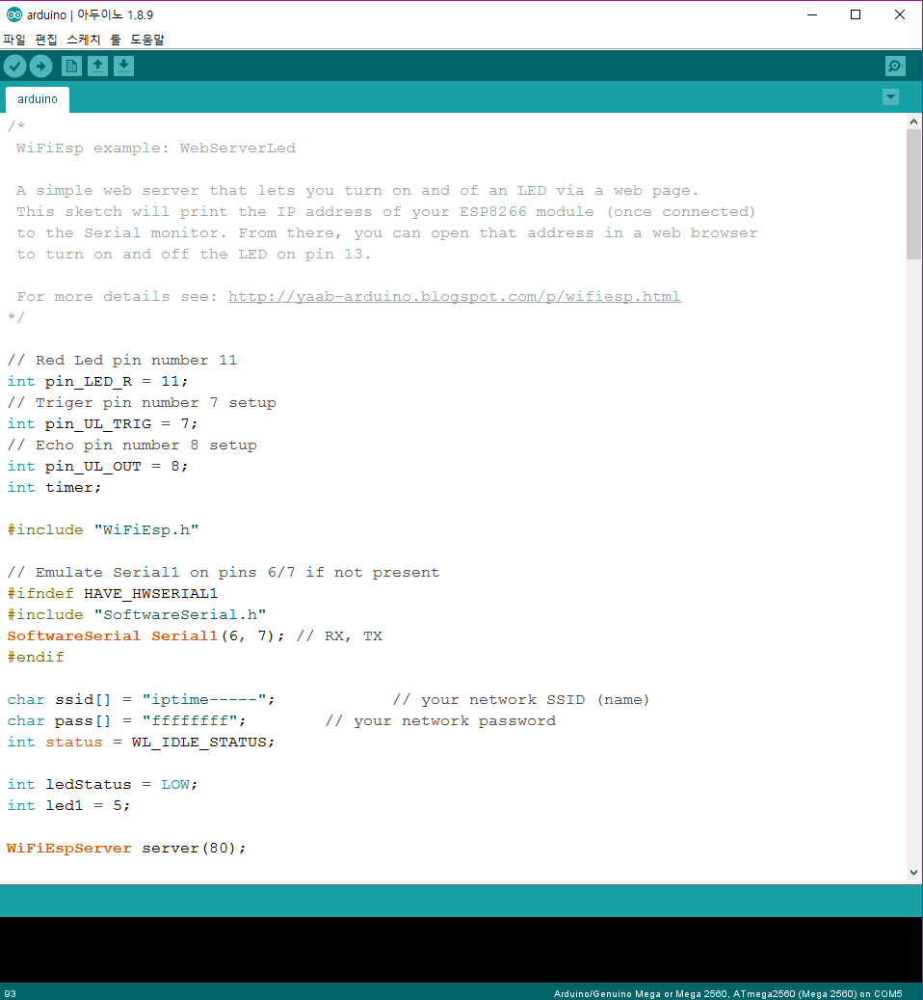 arduino | 아두이노 1.8.9
파일 편집 스케치 툴 도움말
arduino
/*
WiFiEsp example: WebServerLed
A simple web server that lets you turn on and of an LED via a web page.
This sketch will print the IP address of your ESP8266 module (once connected)
to the Serial monitor. From there, you can open that address in a web browser
to turn on and off the LED on pin 13.
For more details see: http://yaab-arduino.blogspot.com/p/wifiesp.html
*/
// Red Led pin number 11
int pin_LED_R = 11;
// Triger pin number 7 setup
int pin_UL_TRIG = 7;
// Echo pin number 8 setup
int pin_UL_OUT = 8;
int timer;
#include "WiFiEsp.h"
// Emulate Serial1 on pins 6/7 if not present
#ifndef HAVE_HWSERIAL1
#include "SoftwareSerial.h"
SoftwareSerial Serial1(6, 7); // RX, TX
#endif
char ssid[] = "iptime-----"; // your network SSID (name)
char pass[] = "ffffffff"; // your network password
int status = WL_IDLE_STATUS;
int ledStatus = LOW;
int led1 = 5;
WiFiEspServer server(80);
93 Arduino/Genuino Mega or Mega 2560, ATmega2560 (Mega 2560) on COM5